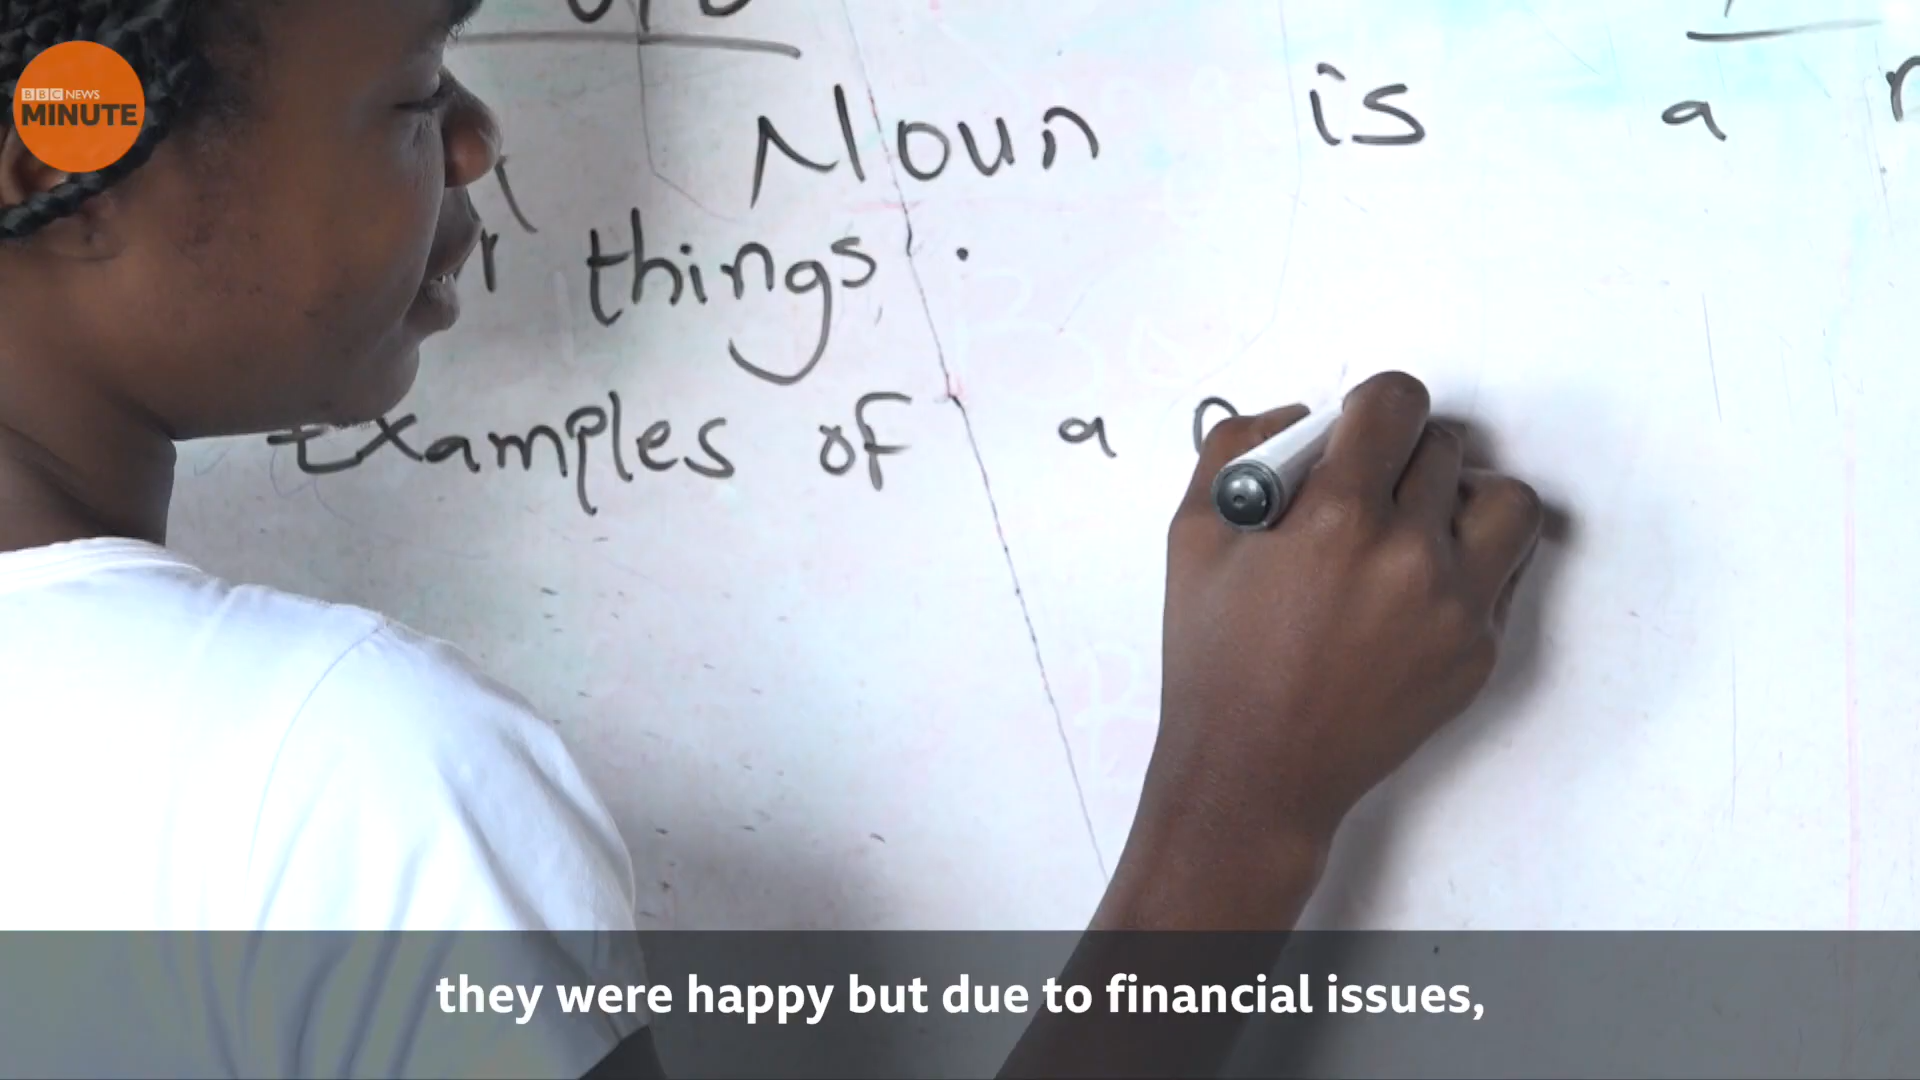 BBC NEWS
MINUTE
Noun is a
things.
Examples of a
they were happy but due to financial issues,